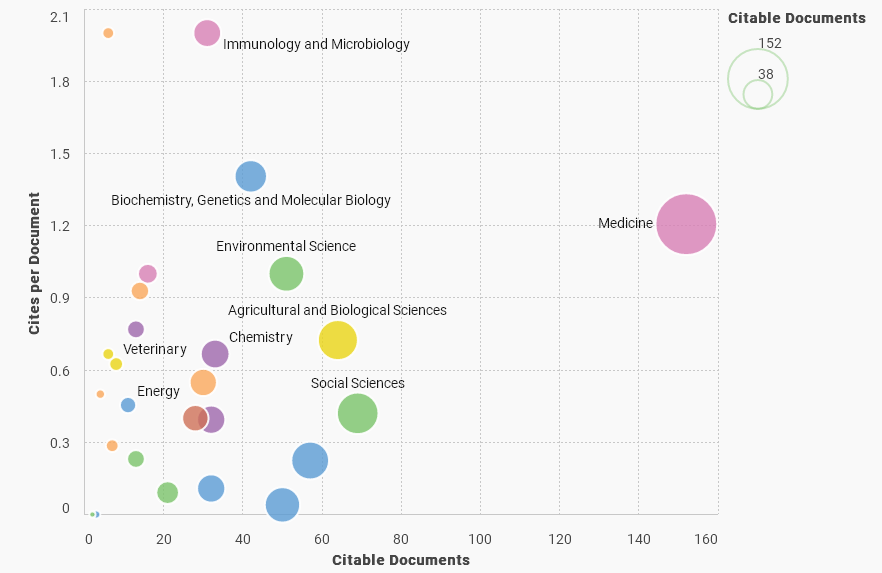 2.1
Citable Documents
152
Immunology and Microbiology
38
1.8
1.5
Biochemistry, Genetics and Molecular Biology
1.2
Medicine
Environmental Science
Cites per Document
0.9
Agricultural and Biological Sciences
Chemistry
Veterinary
0.6
Social Sciences
Energy
0.3
0
0 20 40 60 80 100 120 140 160
Citable Documents